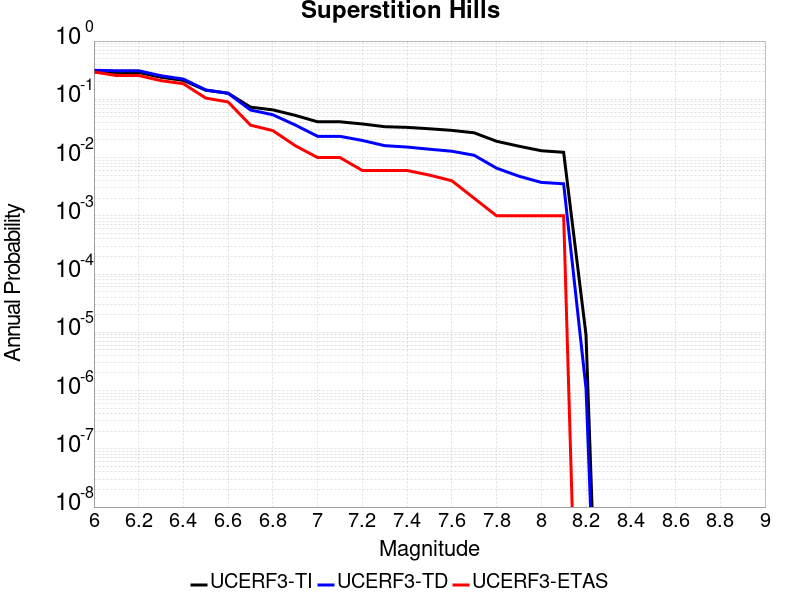 Superstition Hills
10^0
10^-1
10^-2
10^-3
10^-4
10^-5
10^-6
10^-7
10^-8
Annual Probability
6 6.2 6.4 6.6 6.8 7 7.2 7.4 7.6 7.8 8 8.2 8.4 8.6 8.8 9
Magnitude
UCERF3-TI UCERF3-TD UCERF3-ETAS